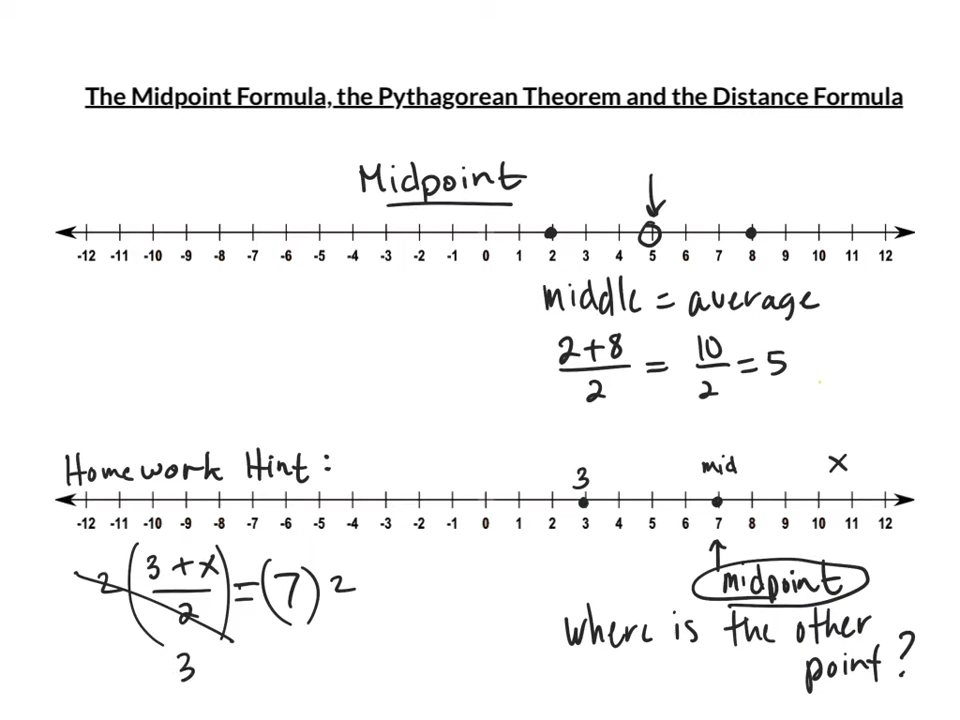 The Midpoint Formula, the Pythagorean Theorem and the Distance Formula
Midpoint
-12 -11 -10 -9 -8 -7 -6 -5 -4 -3 -2 -1 0 1 2 3 4 5 6 7 8 9 10 11 12
middle = average
2+8/2 = 10/2 = 5
Homework Hint:
3 mid x
-12 -11 -10 -9 -8 -7 -6 -5 -4 -3 -2 -1 0 1 2 3 4 5 6 7 8 9 10 11 12
2(3+x/2) = (7)2
midpoint
where is the other
point?
3